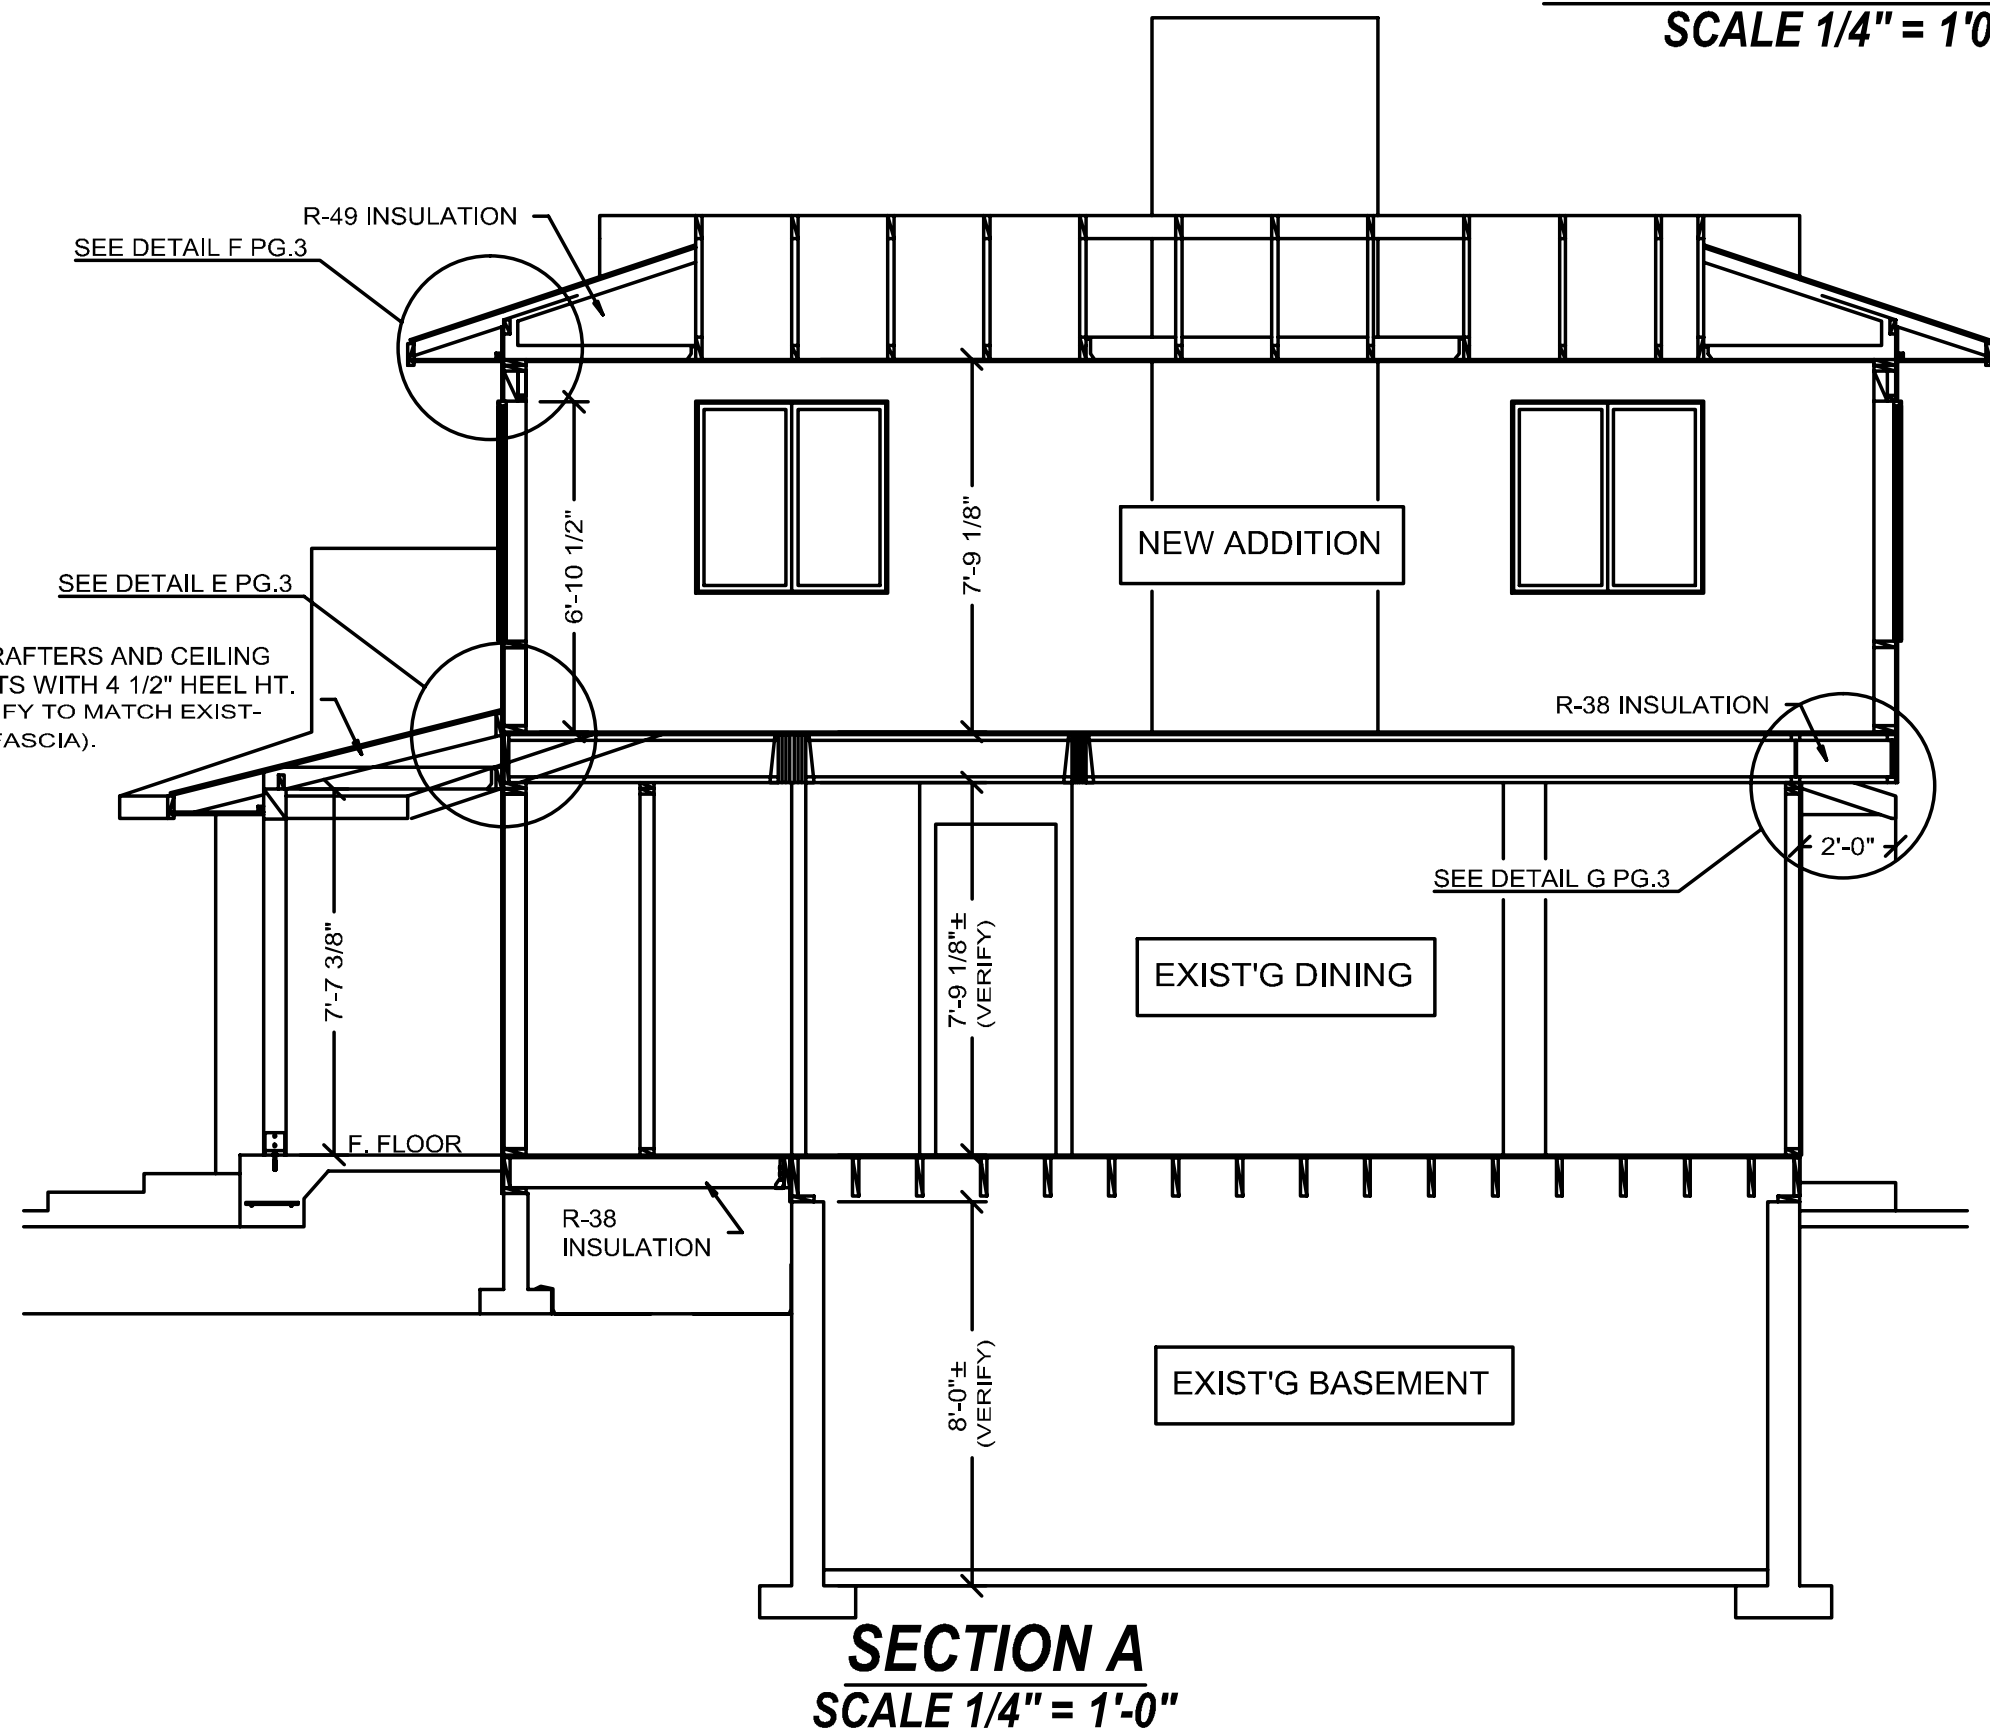 SCALE 1/4" = 1'0
R-49 INSULATION
SEE DETAIL F PG.3
6'-10 1/2"
7'-9 1/8"
NEW ADDITION
SEE DETAIL E PG.3
RAFTERS AND CEILING
TS WITH 4 1/2" HEEL HT.
FY TO MATCH EXIST-
FASCIA).
R-38 INSULATION
2'-0"
SEE DETAIL G PG.3
7'-7 3/8"
7'-9 1/8"±
(VERIFY)
EXIST'G DINING
F. FLOOR
R-38
INSULATION
8'-0"±
(VERIFY)
EXIST'G BASEMENT
SECTION A
SCALE 1/4" = 1'-0"